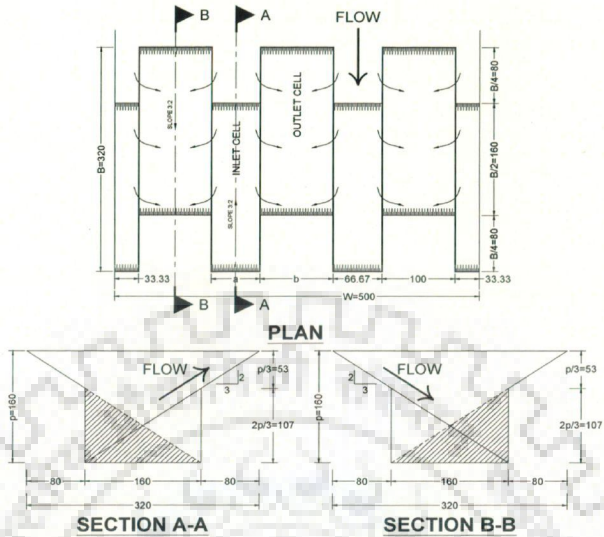 B
A
FLOW
B=320
SLOPE 3:2
INLET CELL
SLOPE 3:2
OUTLET CELL
B/4=80
B/2=160
B/4=80
33.33
a
b
66.67
100
33.33
W=500
B
A
PLAN
p=160
FLOW
2
3
p/3=53
2p/3=107
80
160
80
320
SECTION A-A
p=160
2
3
FLOW
p/3=53
2p/3=107
80
160
80
320
SECTION B-B